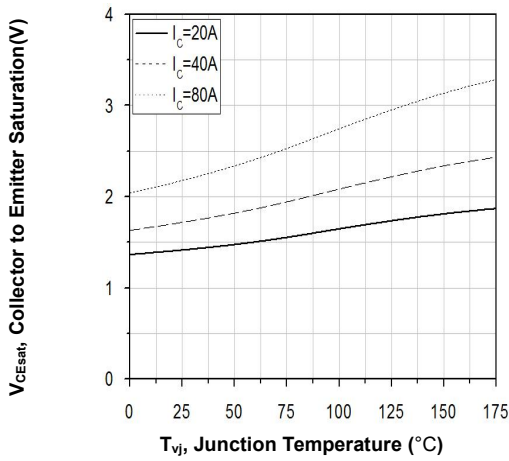 V_CEsat, Collector to Emitter Saturation(V)
4
3
2
1
0
I_C=20A
I_C=40A
I_C=80A
0 25 50 75 100 125 150 175
T_vj, Junction Temperature (°C)